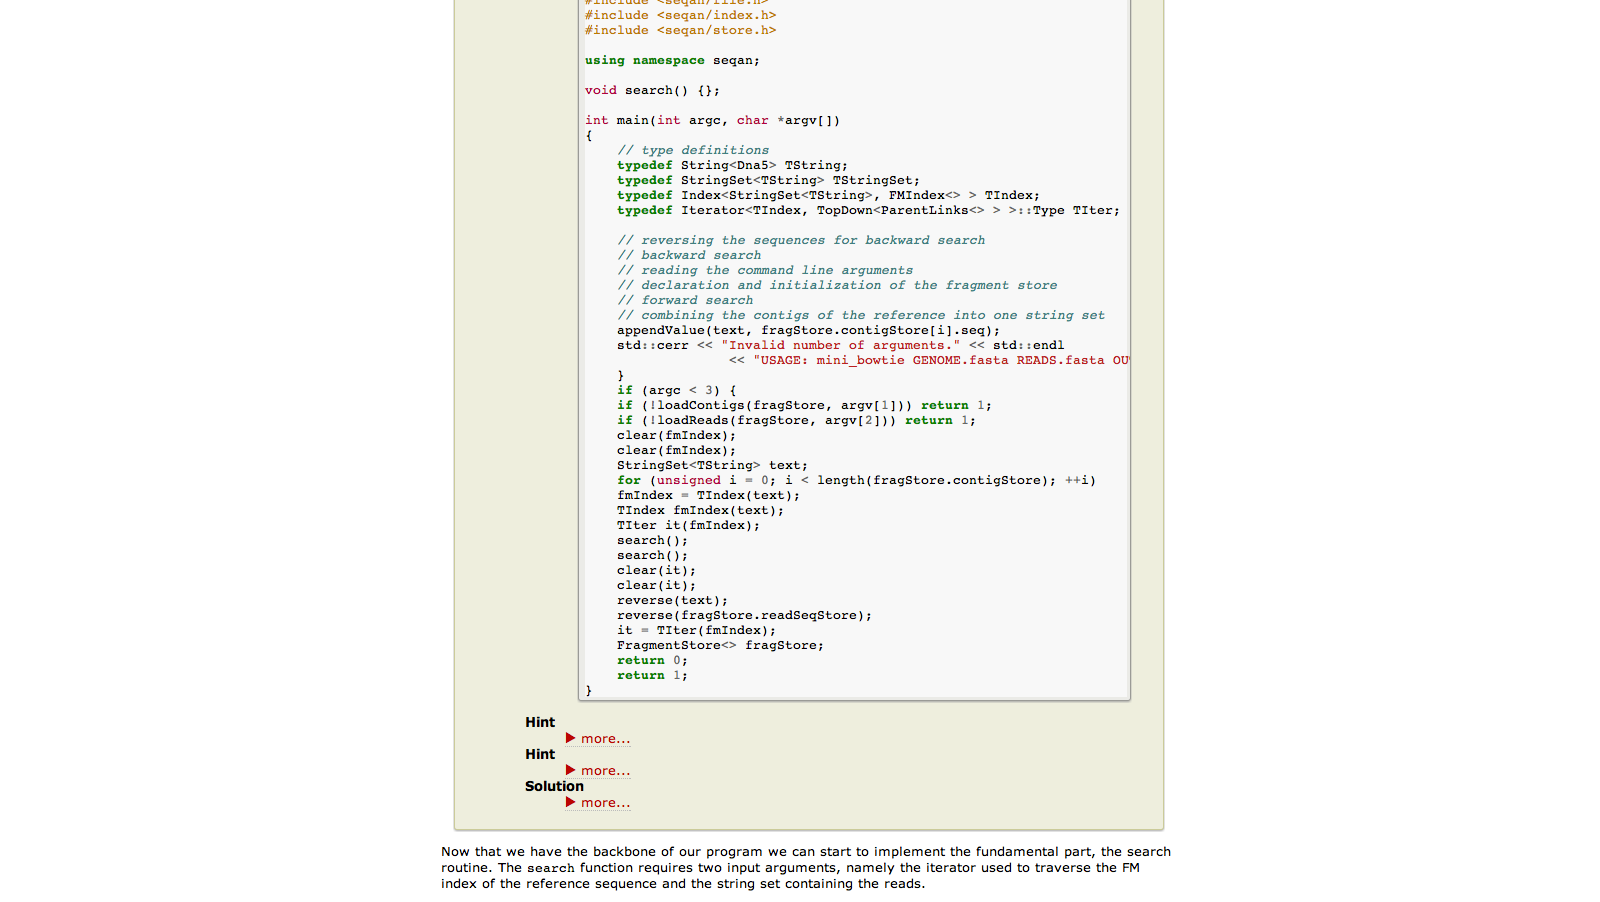 #include <seqan/file.h>
#include <seqan/index.h>
#include <seqan/store.h>
using namespace seqan;
void search() {};
int main(int argc, char *argv[])
{
// type definitions
typedef String<Dna5> TString;
typedef StringSet<TString> TStringSet;
typedef Index<StringSet<TString>, FMIndex<> > TIndex;
typedef Iterator<TIndex, TopDown<ParentLinks<> > >::Type TIter;
// reversing the sequences for backward search
// backward search
// reading the command line arguments
// declaration and initialization of the fragment store
// forward search
// combining the contigs of the reference into one string set
appendValue(text, fragStore.contigStore[i].seq);
std::cerr << "Invalid number of arguments." << std::endl
<< "USAGE: mini_bowtie GENOME.fasta READS.fasta OU
}
if (argc < 3) {
if (!loadContigs(fragStore, argv[1])) return 1;
if (!loadReads(fragStore, argv[2])) return 1;
clear(fmIndex);
clear(fmIndex);
StringSet<TString> text;
for (unsigned i = 0; i < length(fragStore.contigStore); ++i)
fmIndex = TIndex(text);
TIndex fmIndex(text);
TIter it(fmIndex);
search();
search();
clear(it);
clear(it);
reverse(text);
reverse(fragStore.readSeqStore);
it = TIter(fmIndex);
FragmentStore<> fragStore;
return 0;
return 1;
}
Hint
more...
Hint
more...
Solution
more...
Now that we have the backbone of our program we can start to implement the fundamental part, the search
routine. The search function requires two input arguments, namely the iterator used to traverse the FM
index of the reference sequence and the string set containing the reads.